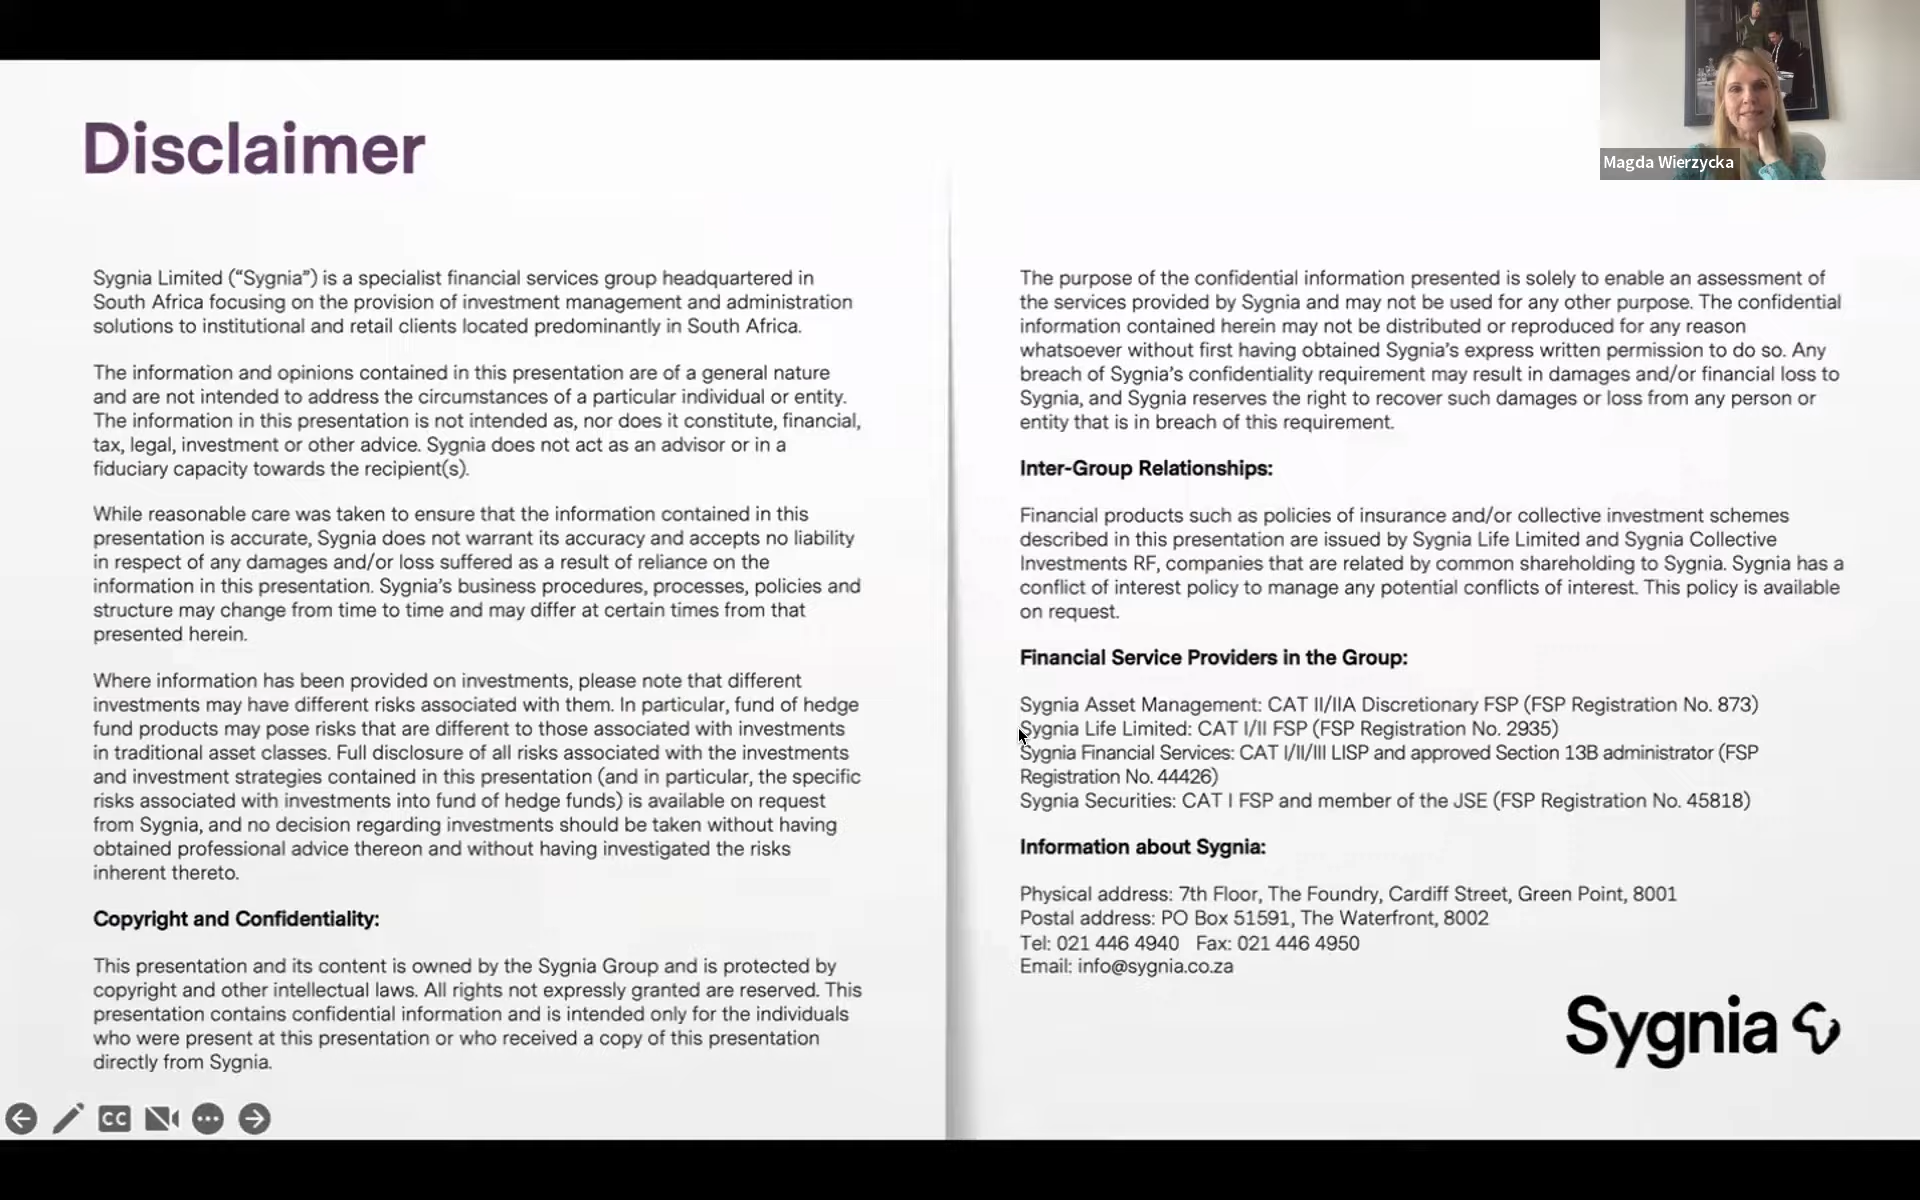 Disclaimer
Magda Wierzycka
Sygnia Limited (“Sygnia”) is a specialist financial services group headquartered in
South Africa focusing on the provision of investment management and administration
solutions to institutional and retail clients located predominantly in South Africa.
The information and opinions contained in this presentation are of a general nature
and are not intended to address the circumstances of a particular individual or entity.
The information in this presentation is not intended as, nor does it constitute, financial,
tax, legal, investment or other advice. Sygnia does not act as an advisor or in a
fiduciary capacity towards the recipient(s).
While reasonable care was taken to ensure that the information contained in this
presentation is accurate, Sygnia does not warrant its accuracy and accepts no liability
in respect of any damages and/or loss suffered as a result of reliance on the
information in this presentation. Sygnia’s business procedures, processes, policies and
structure may change from time to time and may differ at certain times from that
presented herein.
Where information has been provided on investments, please note that different
investments may have different risks associated with them. In particular, fund of hedge
fund products may pose risks that are different to those associated with investments
in traditional asset classes. Full disclosure of all risks associated with the investments
and investment strategies contained in this presentation (and in particular, the specific
risks associated with investments into fund of hedge funds) is available on request
from Sygnia, and no decision regarding investments should be taken without having
obtained professional advice thereon and without having investigated the risks
inherent thereto.
Copyright and Confidentiality:
This presentation and its content is owned by the Sygnia Group and is protected by
copyright and other intellectual laws. All rights not expressly granted are reserved. This
presentation contains confidential information and is intended only for the individuals
who were present at this presentation or who received a copy of this presentation
directly from Sygnia.
The purpose of the confidential information presented is solely to enable an assessment of
the services provided by Sygnia and may not be used for any other purpose. The confidential
information contained herein may not be distributed or reproduced for any reason
whatsoever without first having obtained Sygnia’s express written permission to do so. Any
breach of Sygnia’s confidentiality requirement may result in damages and/or financial loss to
Sygnia, and Sygnia reserves the right to recover such damages or loss from any person or
entity that is in breach of this requirement.
Inter-Group Relationships:
Financial products such as policies of insurance and/or collective investment schemes
described in this presentation are issued by Sygnia Life Limited and Sygnia Collective
Investments RF, companies that are related by common shareholding to Sygnia. Sygnia has a
conflict of interest policy to manage any potential conflicts of interest. This policy is available
on request.
Financial Service Providers in the Group:
Sygnia Asset Management: CAT II/IIA Discretionary FSP (FSP Registration No. 873)
Sygnia Life Limited: CAT I/II FSP (FSP Registration No. 2935)
Sygnia Financial Services: CAT I/II/III LISP and approved Section 13B administrator (FSP
Registration No. 44426)
Sygnia Securities: CAT I FSP and member of the JSE (FSP Registration No. 45818)
Information about Sygnia:
Physical address: 7th Floor, The Foundry, Cardiff Street, Green Point, 8001
Postal address: PO Box 51591, The Waterfront, 8002
Tel: 021 446 4940 Fax: 021 446 4950
Email: info@sygnia.co.za
Sygnia
CC